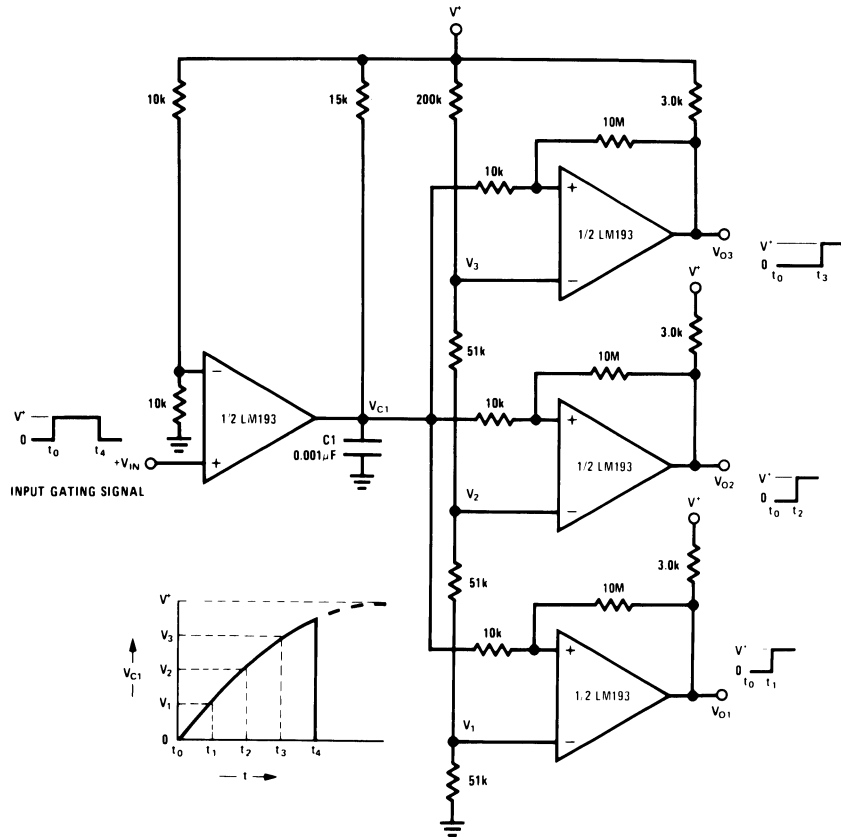 V+
10k
15k
200k
3.0k
10M
10k
+
1/2 LM193
−
VO3
V+
0
t0 t3
V3
V+
3.0k
51k
10M
10k
−
10k
1/2 LM193
+
VC1
C1
0.001μF
10k
+
1/2 LM193
−
VO2
V+
0
t0 t2
V+
0
t0 t4
+VIN
INPUT GATING SIGNAL
V2
V+
3.0k
51k
10M
10k
+
1/2 LM193
−
VO1
V+
0
t0 t1
V+
V3
V2
V1
0
VC1
t0 t1 t2 t3 t4
t
V1
51k